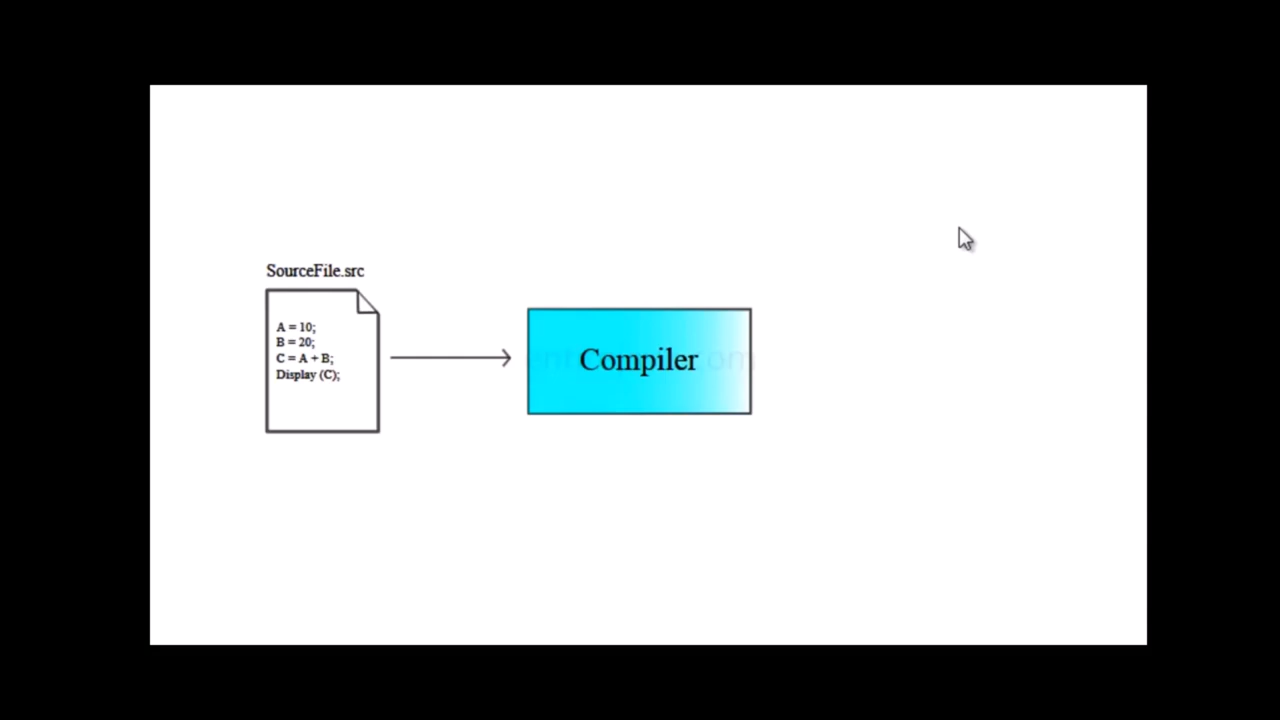 SourceFile.src
A = 10;
B = 20;
C = A + B;
Display (C);
Compiler